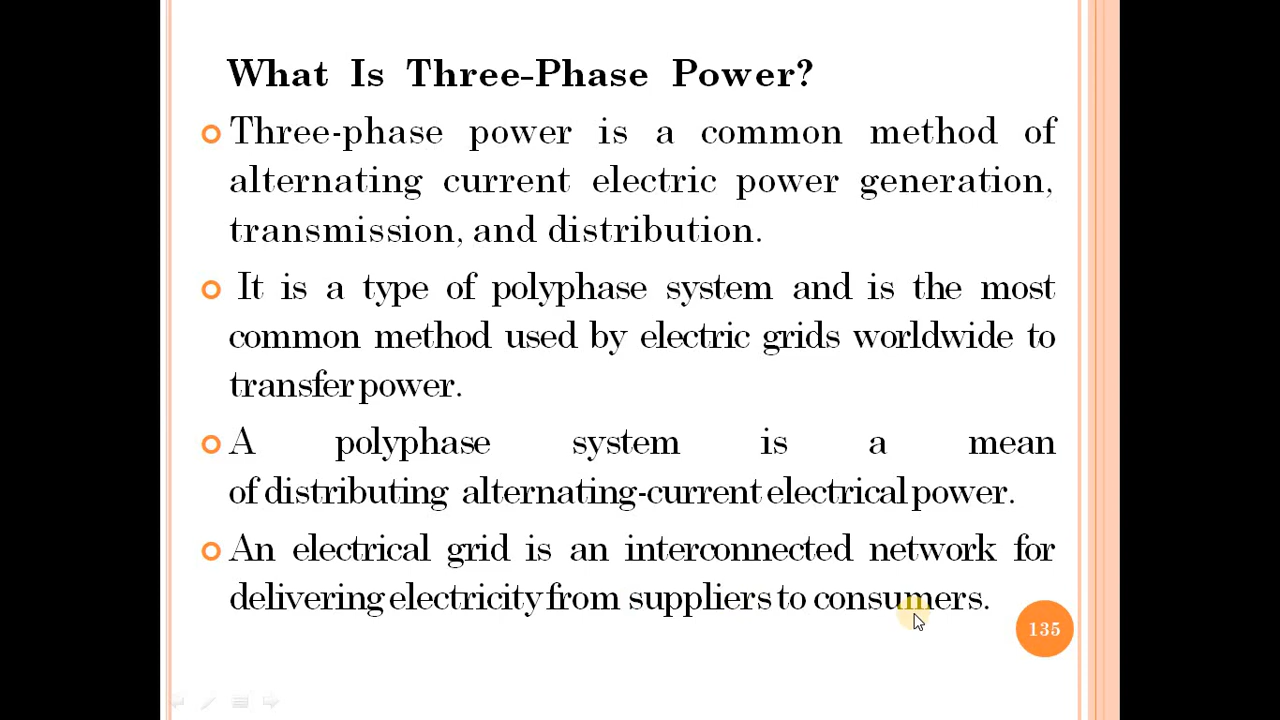 What Is Three-Phase Power?
Three-phase power is a common method of
alternating current electric power generation,
transmission, and distribution.
It is a type of polyphase system and is the most
common method used by electric grids worldwide to
transfer power.
A polyphase system is a mean
of distributing alternating-current electrical power.
An electrical grid is an interconnected network for
delivering electricity from suppliers to consumers.
135